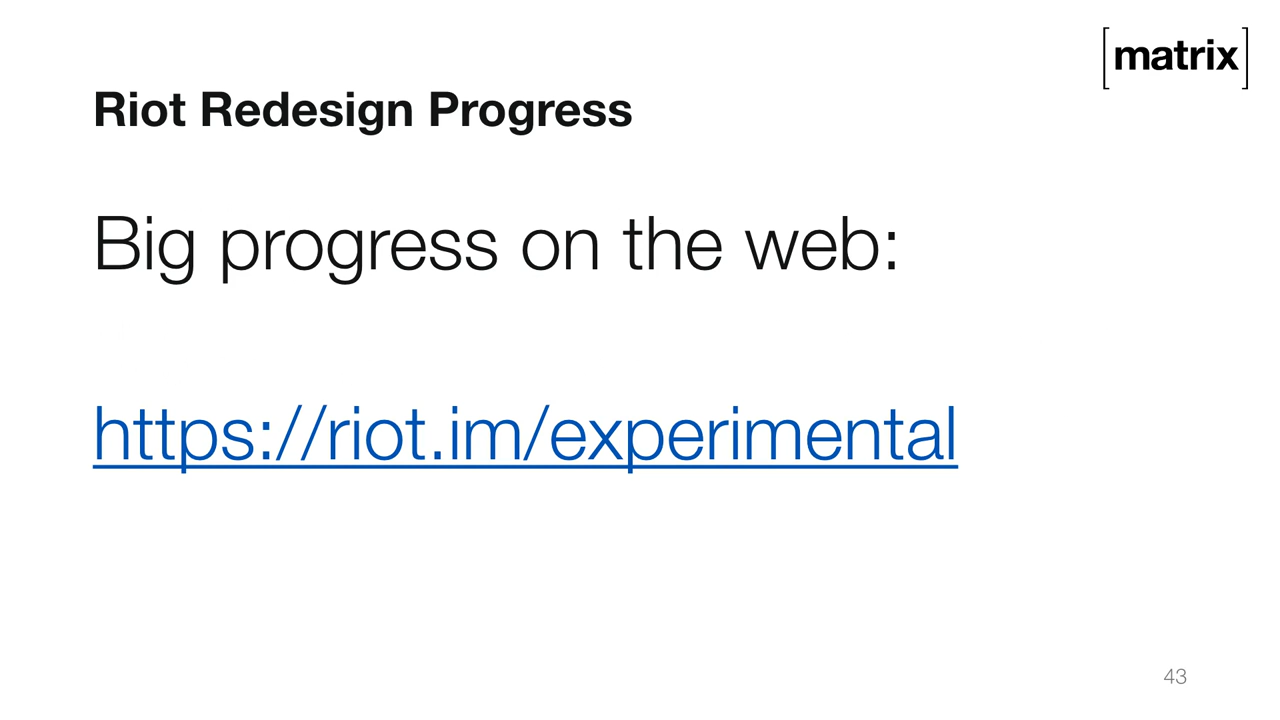 [matrix]
Riot Redesign Progress
Big progress on the web:
https://riot.im/experimental
43